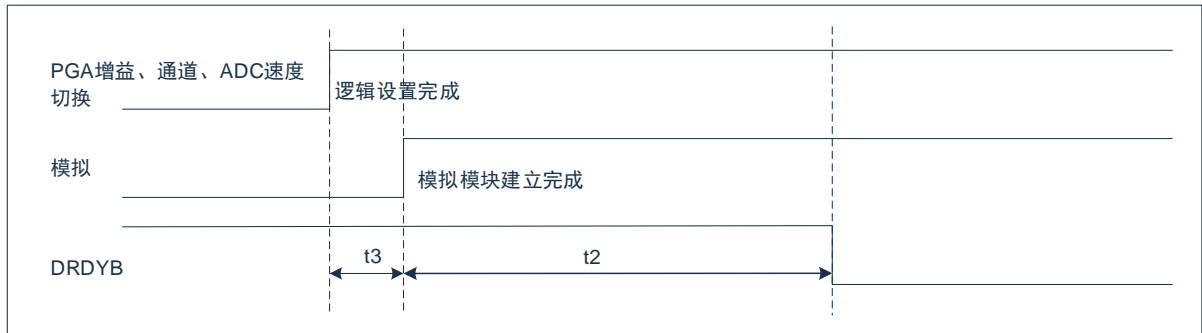 PGA增益、通道、ADC速度
切换
逻辑设置完成
模拟
模拟模块建立完成
DRDYB
t3
t2